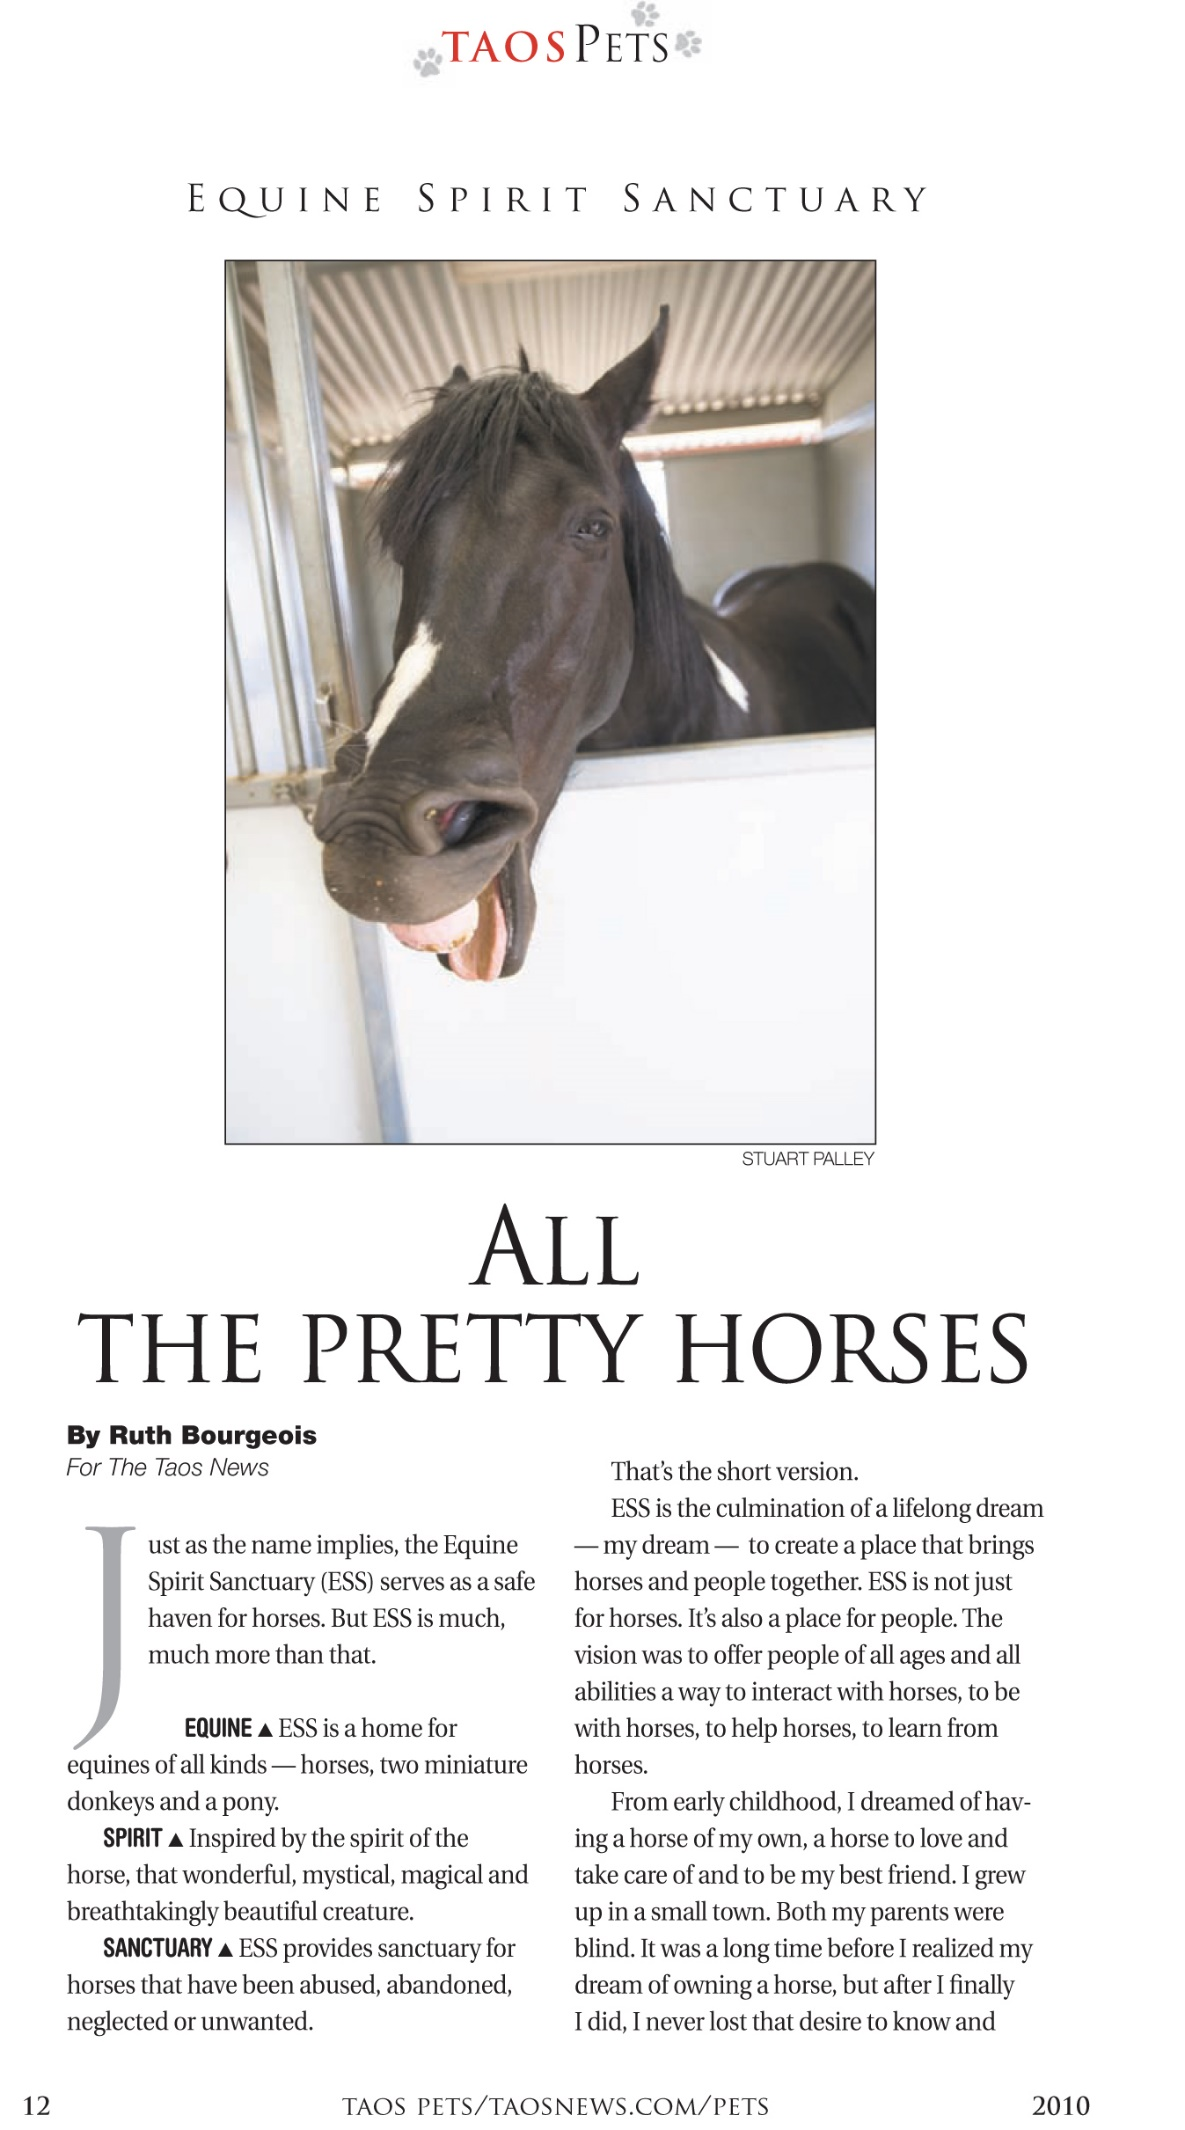 TAOS PETS
EQUINE SPIRIT SANCTUARY
STUART PALLEY
ALL
THE PRETTY HORSES
By Ruth Bourgeois
For The Taos News
Just as the name implies, the Equine
Spirit Sanctuary (ESS) serves as a safe
haven for horses. But ESS is much,
much more than that.
EQUINE ▲ ESS is a home for
equines of all kinds — horses, two miniature
donkeys and a pony.
SPIRIT ▲ Inspired by the spirit of the
horse, that wonderful, mystical, magical and
breathtakingly beautiful creature.
SANCTUARY ▲ ESS provides sanctuary for
horses that have been abused, abandoned,
neglected or unwanted.
That’s the short version.
ESS is the culmination of a lifelong dream
— my dream — to create a place that brings
horses and people together. ESS is not just
for horses. It’s also a place for people. The
vision was to offer people of all ages and all
abilities a way to interact with horses, to be
with horses, to help horses, to learn from
horses.
From early childhood, I dreamed of hav-
ing a horse of my own, a horse to love and
take care of and to be my best friend. I grew
up in a small town. Both my parents were
blind. It was a long time before I realized my
dream of owning a horse, but after I finally
I did, I never lost that desire to know and
12
TAOS PETS/TAOSNEWS.COM/PETS
2010